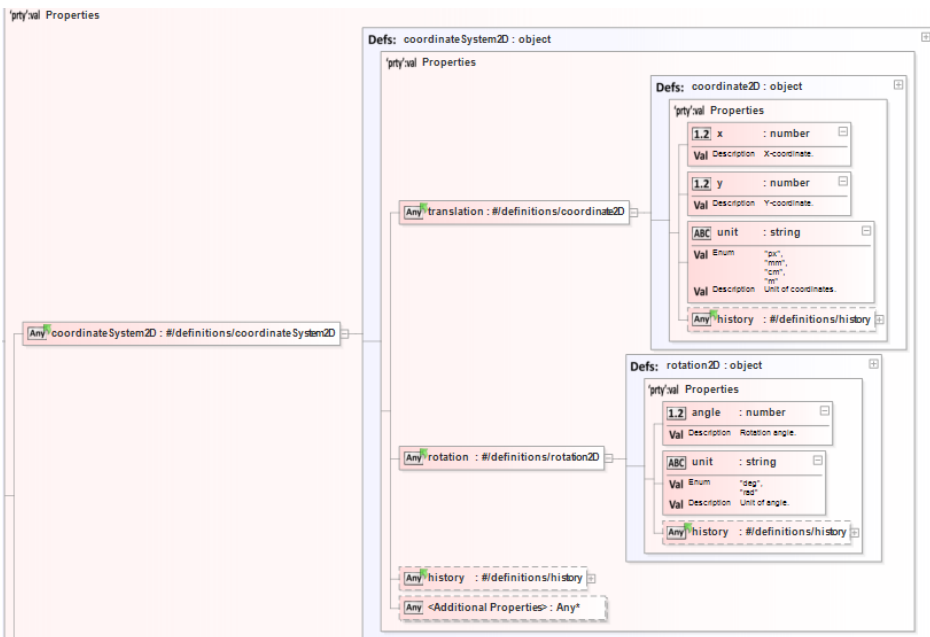 'prty':val Properties
Defs: coordinateSystem2D : object
'prty':val Properties
Defs: coordinate2D : object
'prty':val Properties
1.2 x : number
Val Description X-coordinate.
1.2 y : number
Val Description Y-coordinate.
Any translation : #/definitions/coordinate2D
ABC unit : string
Val Enum "px",
"mm",
"cm",
"m"
Val Description Unit of coordinates.
Any history : #/definitions/history
Any coordinateSystem2D : #/definitions/coordinateSystem2D
Defs: rotation2D : object
'prty':val Properties
1.2 angle : number
Val Description Rotation angle.
Any rotation : #/definitions/rotation2D
ABC unit : string
Val Enum "deg",
"rad"
Val Description Unit of angle.
Any history : #/definitions/history
Any history : #/definitions/history
Any <Additional Properties> : Any*